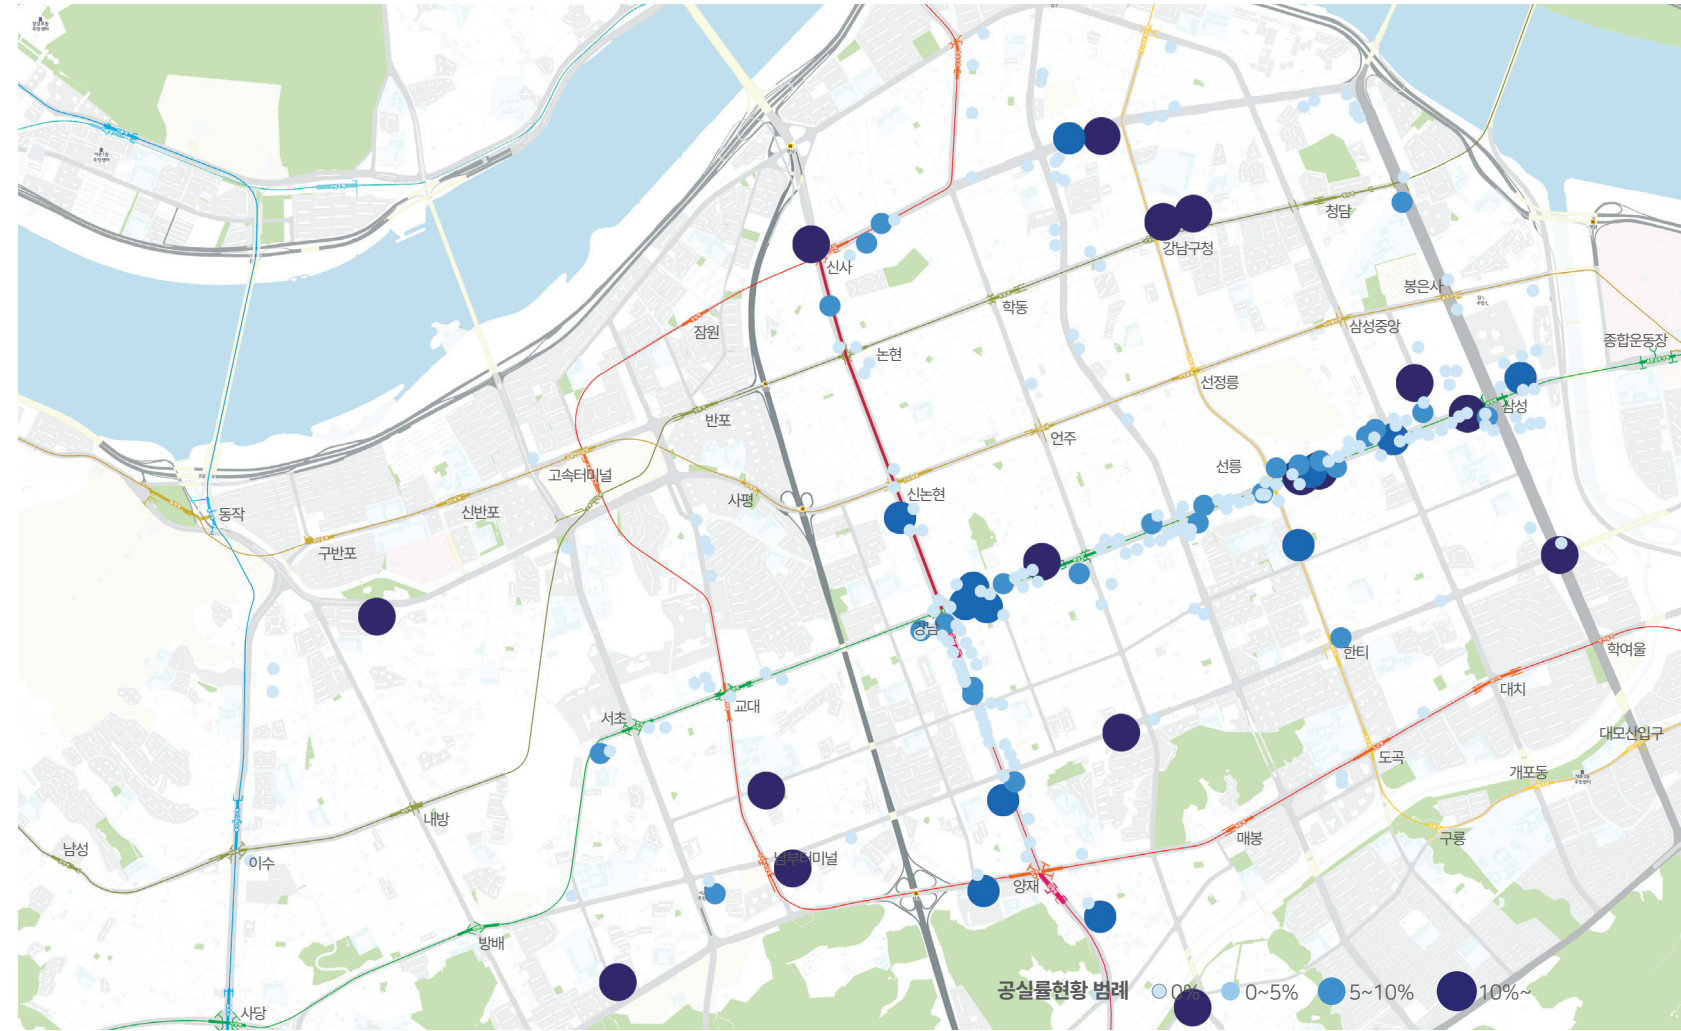 청담
강남구청
신사
봉은사
학동
삼성중앙
잠원
종합운동장
논현
선정릉
삼성
반포
언주
선릉
고속터미널
신논현
사평
신반포
동작
구반포
강남
한티
학여울
대치
교대
서초
대모산입구
도곡
개포동
내방
매봉
구룡
남성
남부터미널
이수
양재
방배
공실률현황 범례 0% 0~5% 5~10% 10%~
사당